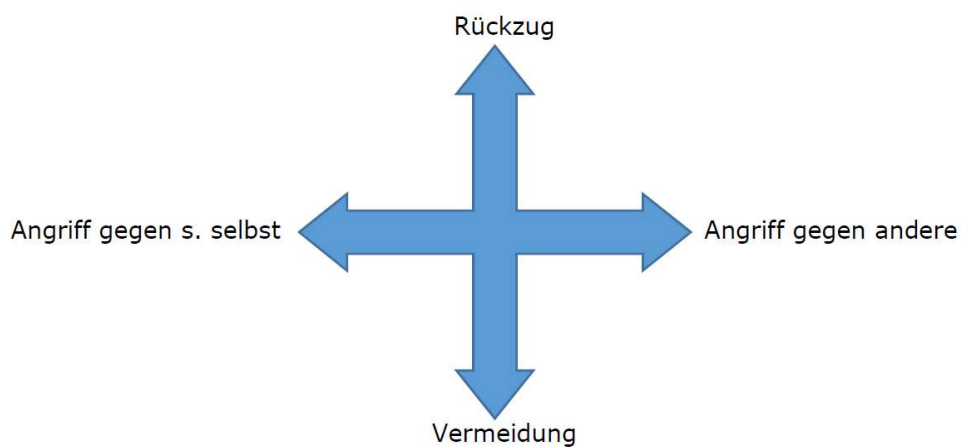 Rückzug
Angriff gegen s. selbst
Angriff gegen andere
Vermeidung